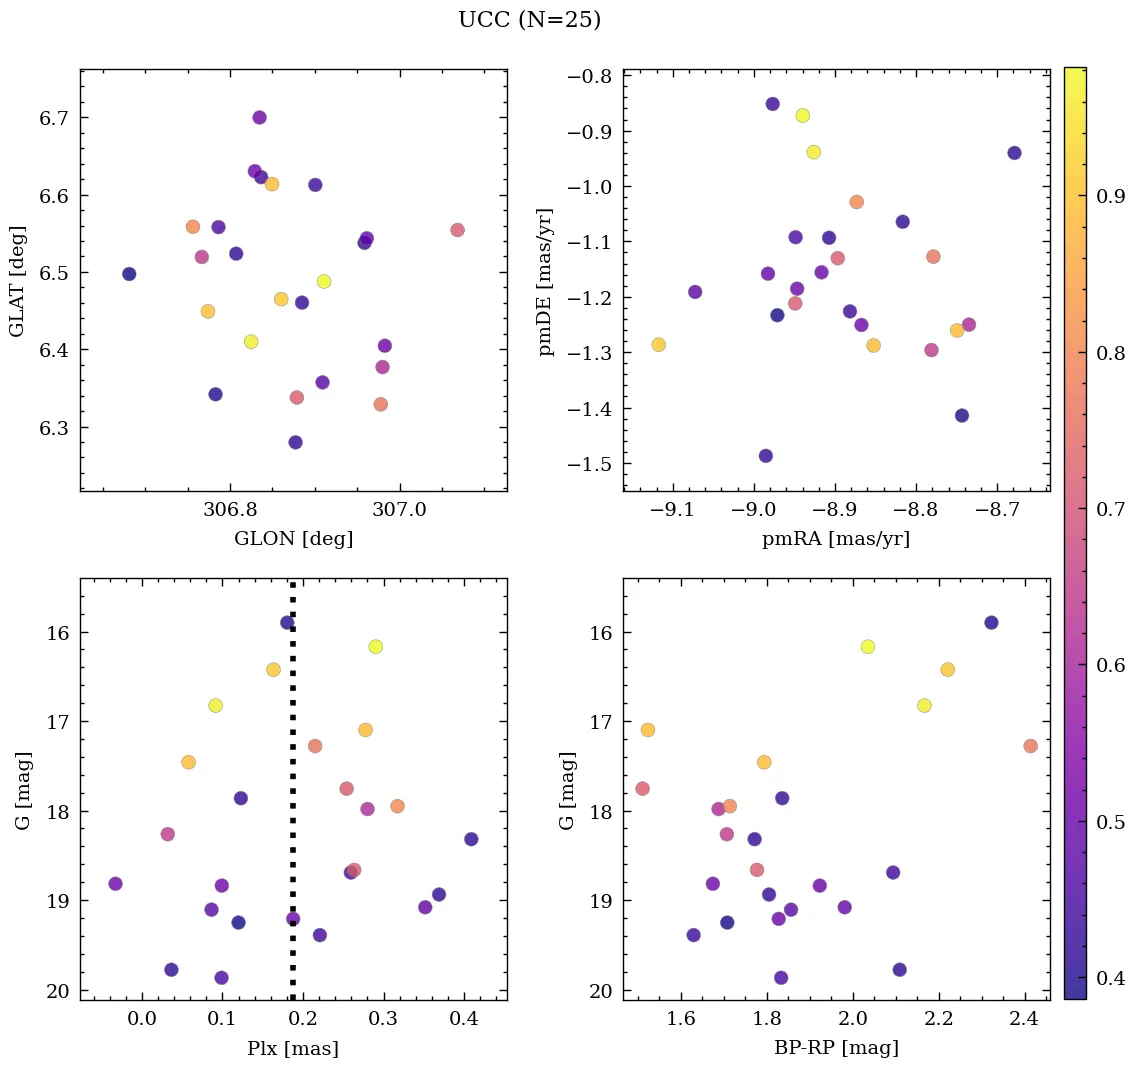 UCC (N=25)
6.7
6.6
6.5
6.4
6.3
GLAT [deg]
306.8 307.0
GLON [deg]
−0.8
−0.9
−1.0
−1.1
−1.2
−1.3
−1.4
−1.5
pmDE [mas/yr]
−9.1 −9.0 −8.9 −8.8 −8.7
pmRA [mas/yr]
16
17
18
19
20
G [mag]
0.0 0.1 0.2 0.3 0.4
Plx [mas]
16
17
18
19
20
G [mag]
1.6 1.8 2.0 2.2 2.4
BP-RP [mag]
0.9
0.8
0.7
0.6
0.5
0.4